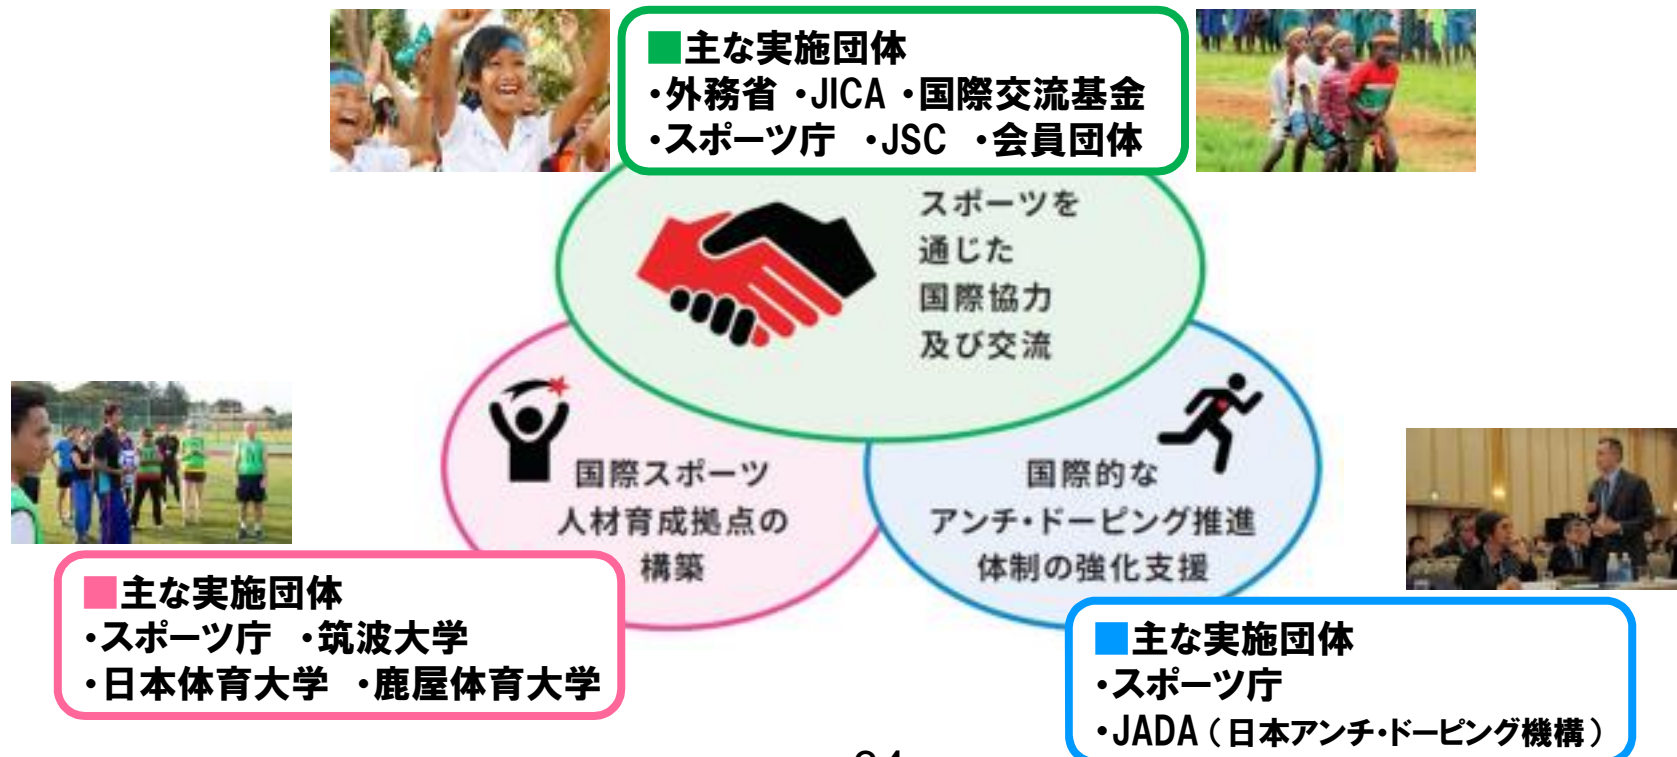 ■主な実施団体
・外務省 ・JICA ・国際交流基金
・スポーツ庁 ・JSC ・会員団体
スポーツを
通じた
国際協力
及び交流
国際スポーツ
人材育成拠点の
構築
国際的な
アンチ・ドーピング推進
体制の強化支援
■主な実施団体
・スポーツ庁 ・筑波大学
・日本体育大学 ・鹿屋体育大学
■主な実施団体
・スポーツ庁
・JADA（日本アンチ・ドーピング機構）